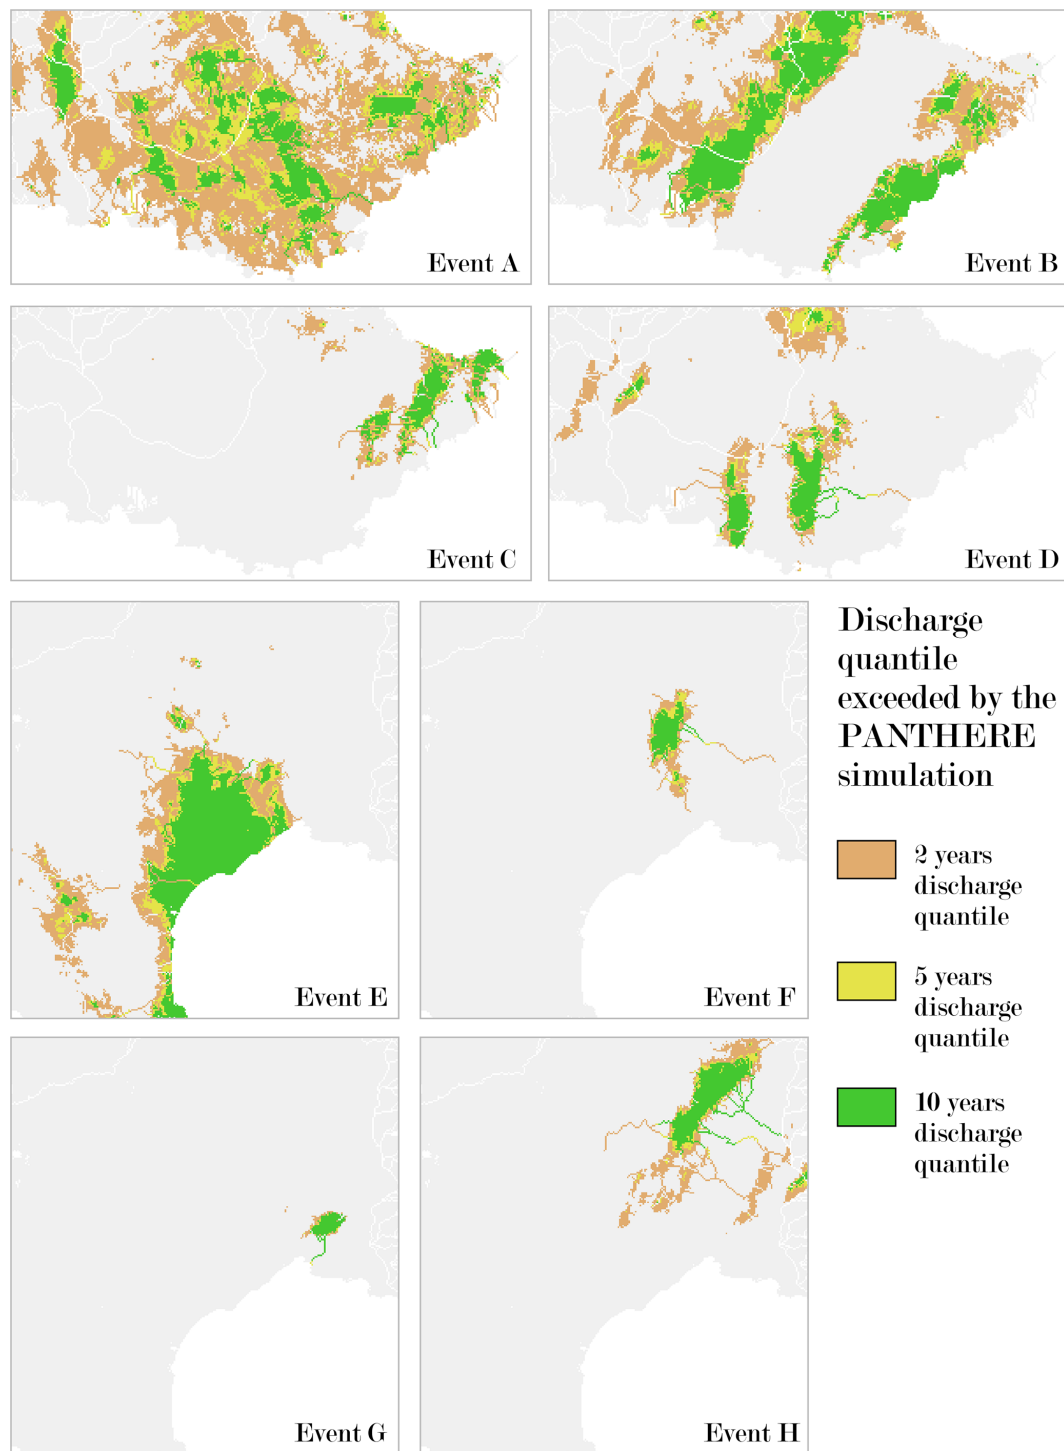 Event A
Event B
Event C
Event D
Event E
Event F
Discharge
quantile
exceeded by the
PANTHERE
simulation
2 years
discharge
quantile
5 years
discharge
quantile
10 years
discharge
quantile
Event G
Event H